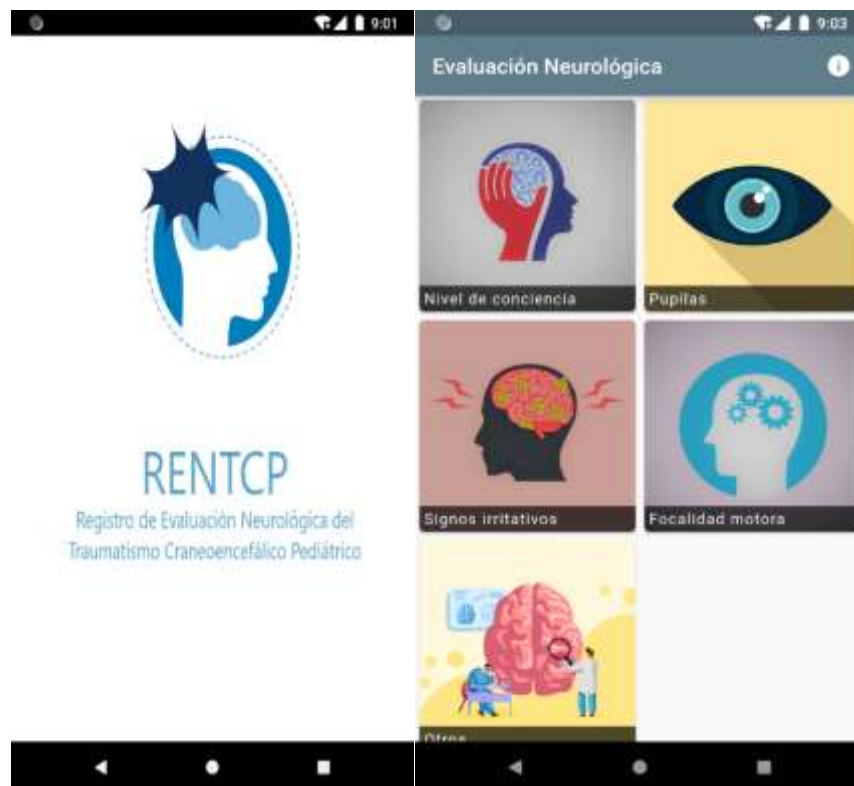 9:01
RENTCP
Registro de Evaluación Neurológica del
Traumatismo Craneoencefálico Pediátrico
9:03
Evaluación Neurológica
Nivel de conciencia
Pupilas
Signos irritativos
Focalidad motora
Otros